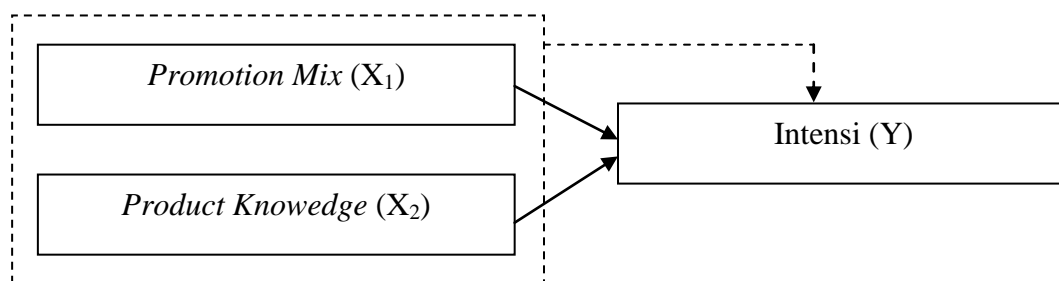 Promotion Mix (X₁)
Intensi (Y)
Product Knowedge (X₂)